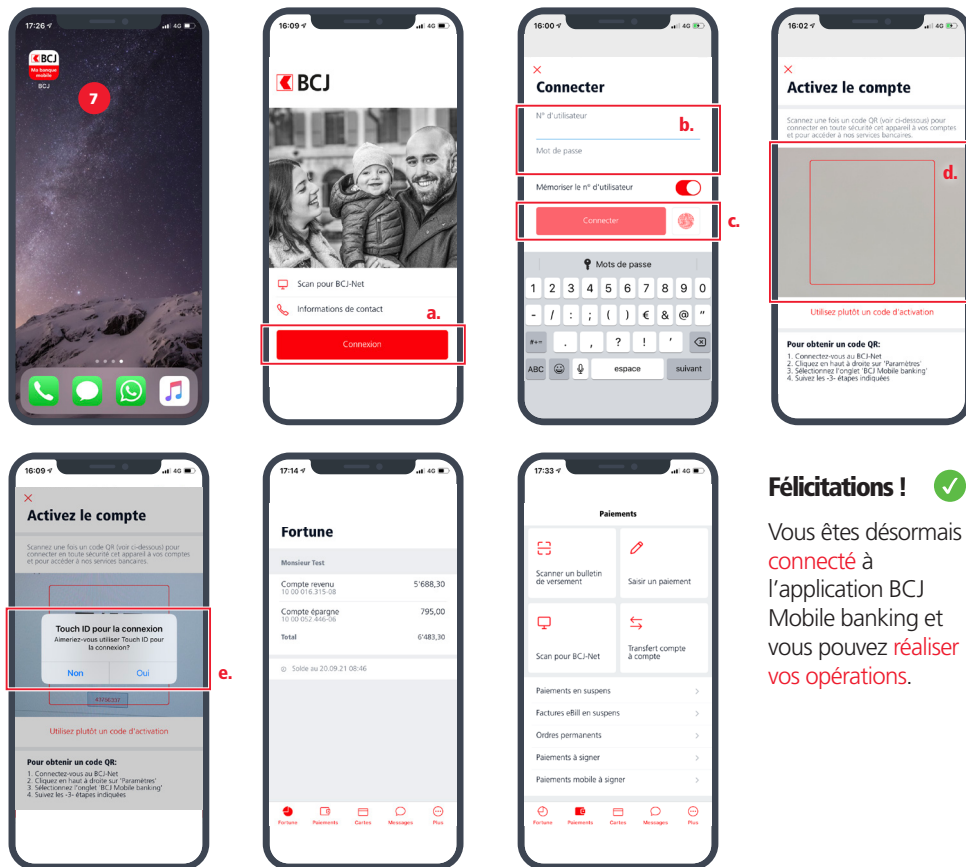 17:26
4G
BCJ
Ma banque
mobile
BCJ
7
16:09
4G
BCJ
Scan pour BCJ-Net
Informations de contact
a.
Connexion
16:00
4G
Connecter
N° d'utilisateur
b.
Mot de passe
Mémoriser le n° d'utilisateur
Connecter
c.
Mots de passe
1 2 3 4 5 6 7 8 9 0
- / : ; ( ) € & @ "
#+= . , ? ! '
ABC espace suivant
16:02
4G
Activez le compte
Scannez une fois un code QR (voir ci-dessous) pour
connecter en toute sécurité cet appareil à vos comptes
et pour accéder à nos services bancaires.
d.
Utilisez plutôt un code d'activation
Pour obtenir un code QR:
1. Connectez-vous au BCJ-Net
2. Cliquez en haut à droite sur 'Paramètres'
3. Sélectionnez l'onglet 'BCJ Mobile banking'
4. Suivez les -3- étapes indiquées
16:09
4G
Activez le compte
Scannez une fois un code QR (voir ci-dessous) pour
connecter en toute sécurité cet appareil à vos comptes
et pour accéder à nos services bancaires.
Touch ID pour la connexion
Aimeriez-vous utiliser Touch ID pour
la connexion?
Non Oui
e.
Utilisez plutôt un code d'activation
Pour obtenir un code QR:
1. Connectez-vous au BCJ-Net
2. Cliquez en haut à droite sur 'Paramètres'
3. Sélectionnez l'onglet 'BCJ Mobile banking'
4. Suivez les -3- étapes indiquées
17:14
4G
Fortune
Monsieur Test
Compte revenu 5'688,30
10 00 016.315-08
Compte épargne 795,00
10 00 052.446-06
Total 6'483,30
Solde au 20.09.21 08:46
Fortune Paiements Cartes Messages Plus
17:33
4G
Paiements
Scanner un bulletin
de versement
Saisir un paiement
Scan pour BCJ-Net
Transfert compte
à compte
Paiements en suspens
Factures eBill en suspens
Ordres permanents
Paiements à signer
Paiements mobile à signer
Fortune Paiements Cartes Messages Plus
Félicitations !
Vous êtes désormais
connecté à
l'application BCJ
Mobile banking et
vous pouvez réaliser
vos opérations.